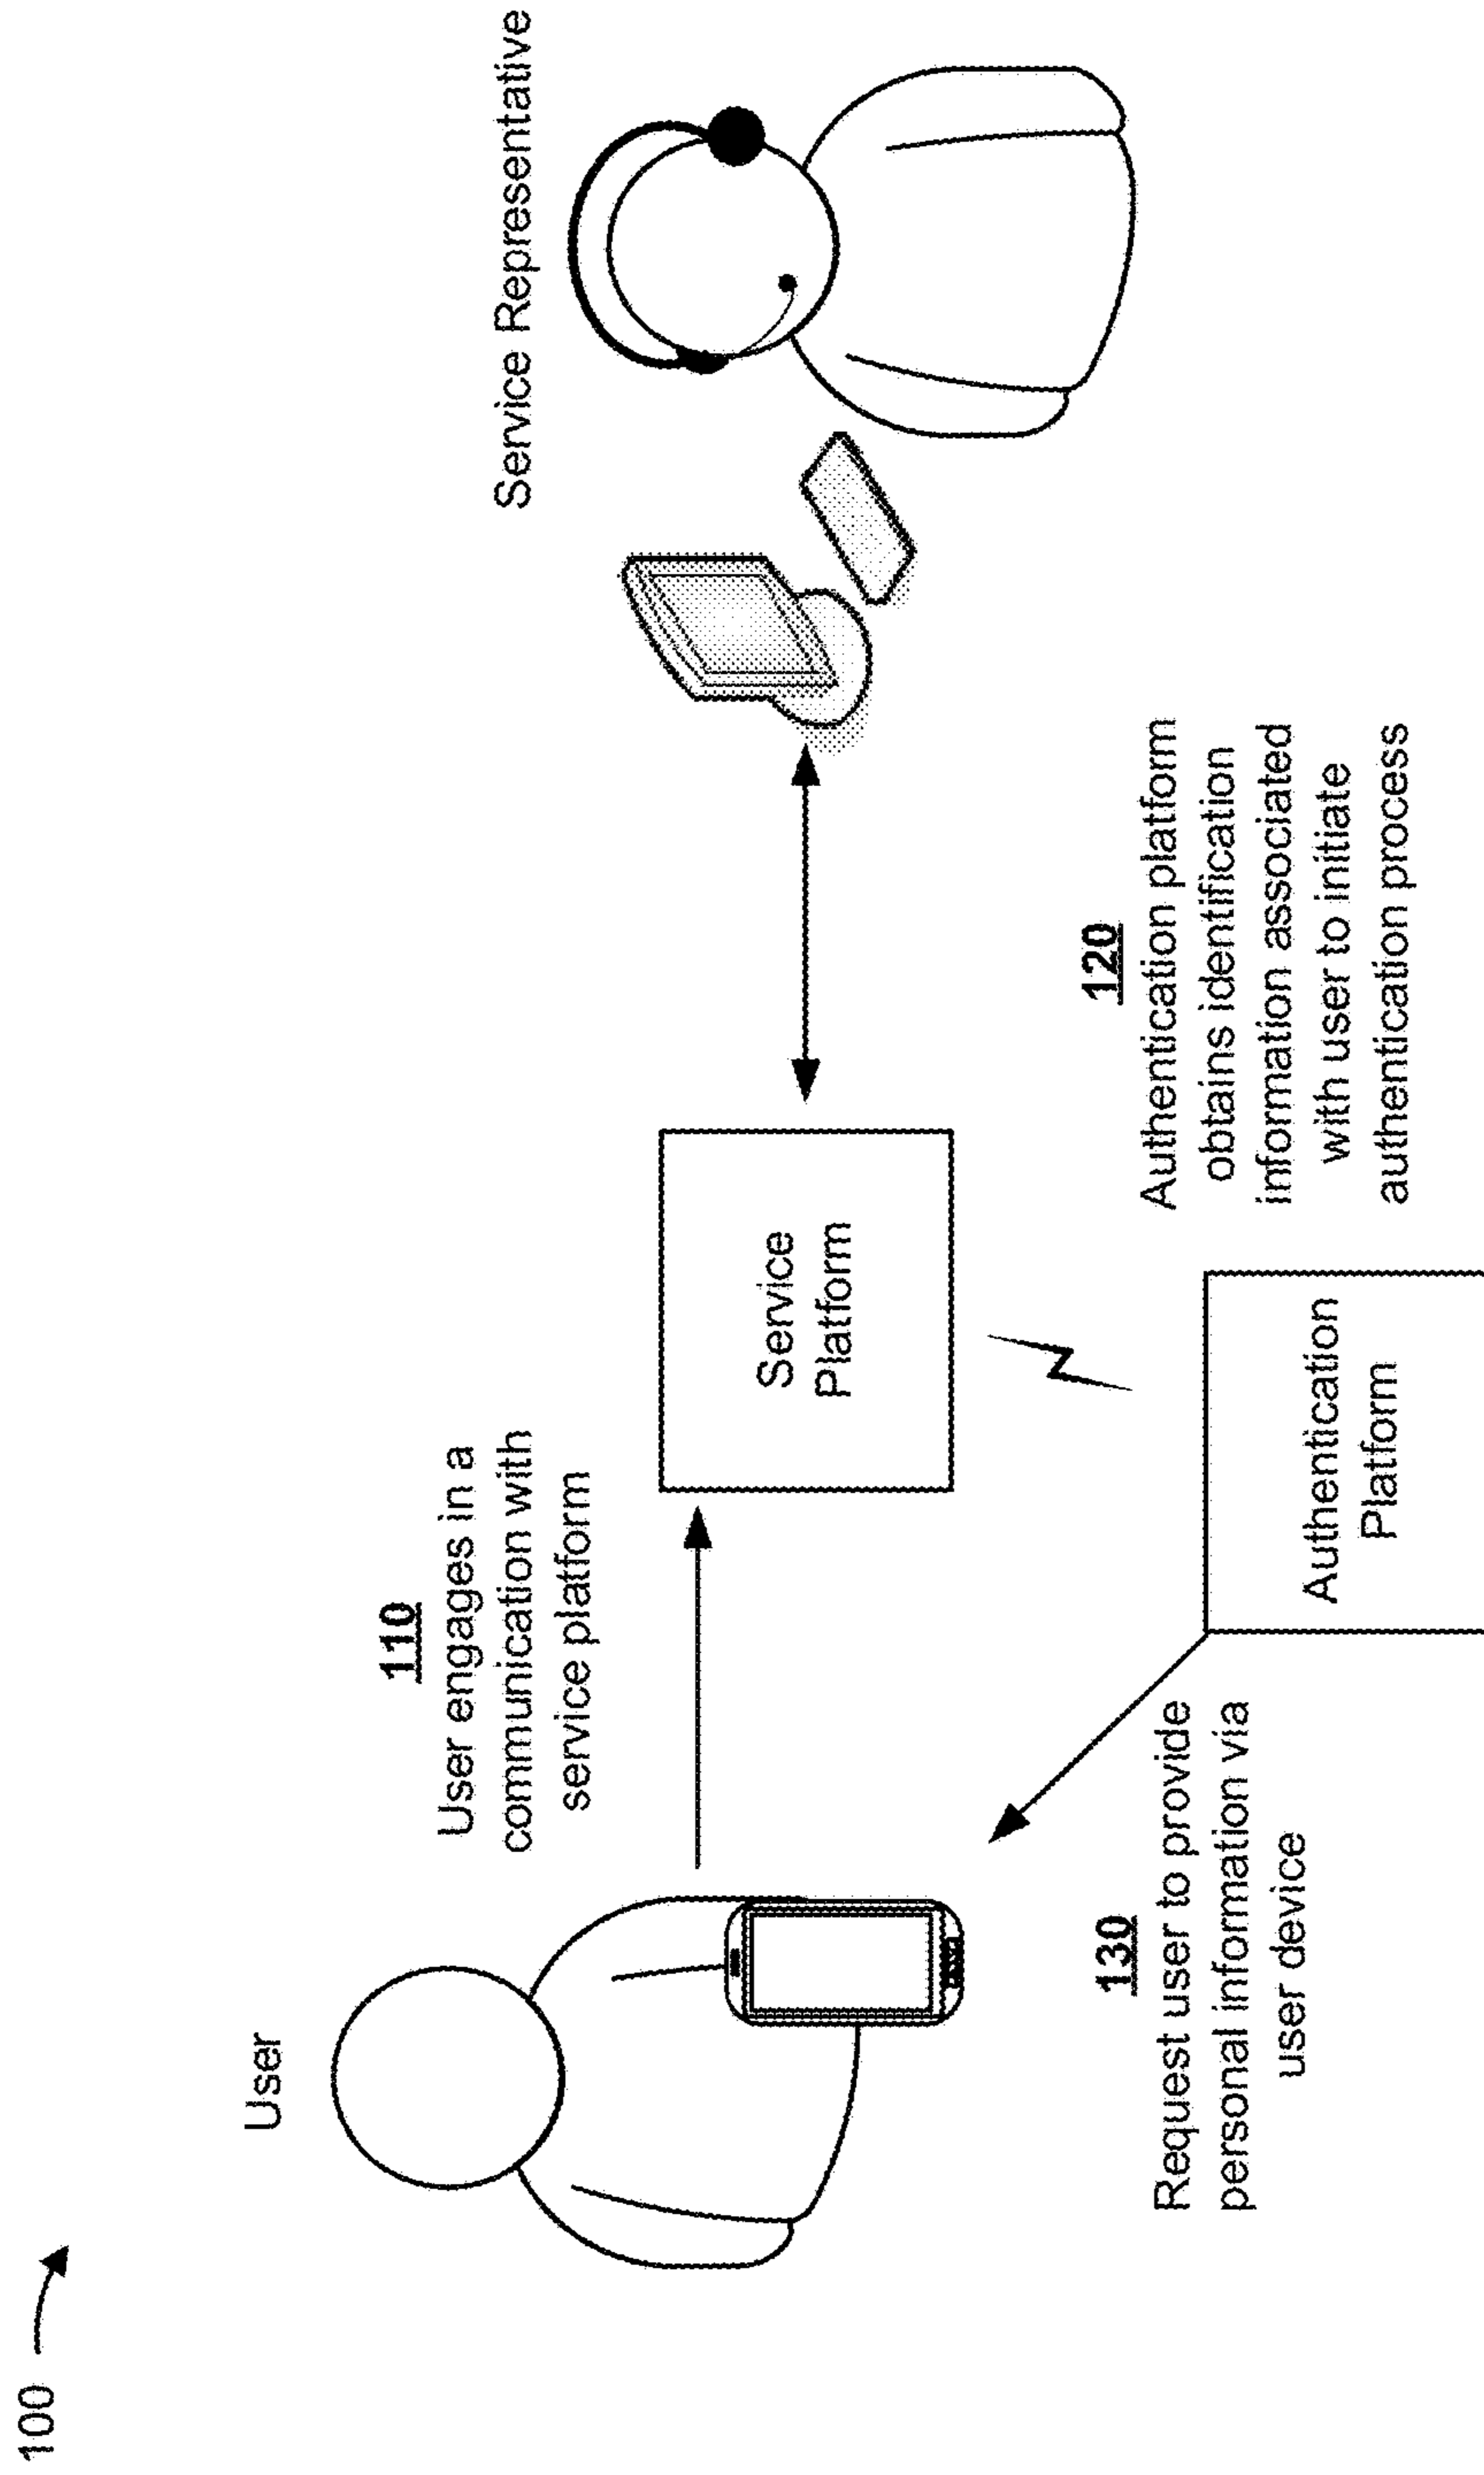 100
User
110
User engages in a
communication with
service platform
Service Representative
Service
Platform
120
Authentication platform
obtains identification
information associated
with user to initiate
authentication process
130
Request user to provide
personal information via
user device
Authentication
Platform